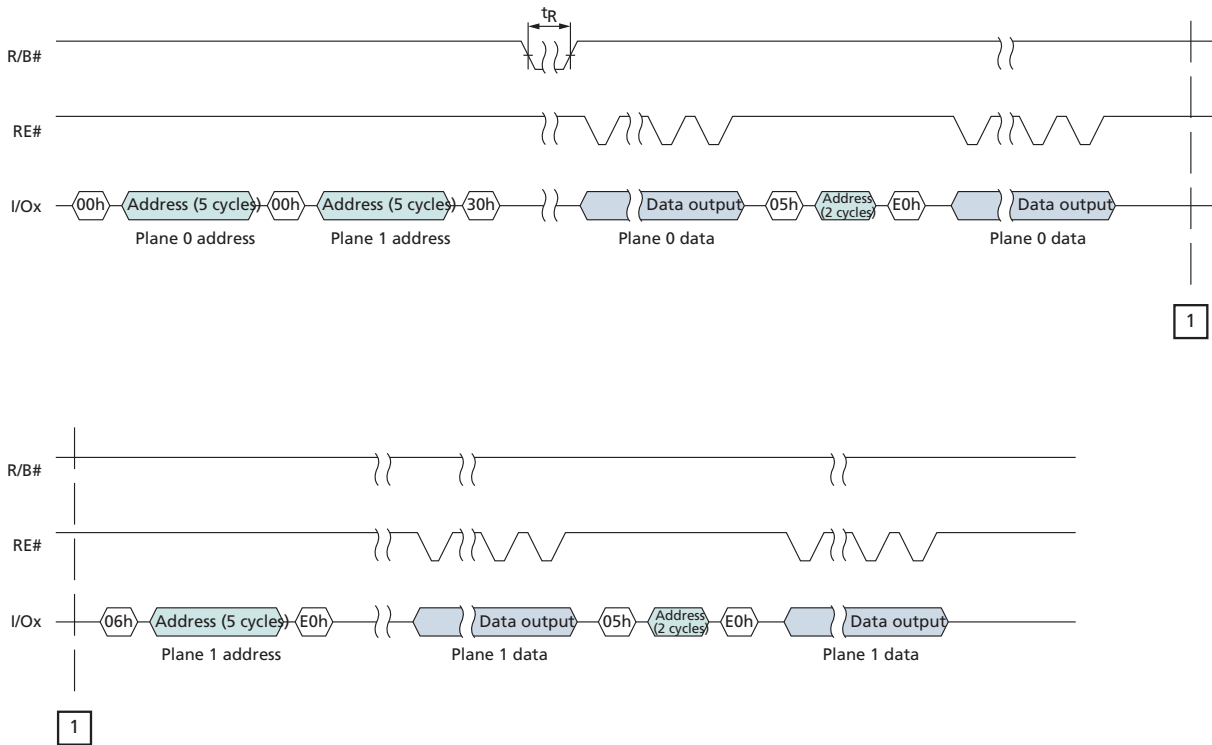 tR
R/B#
RE#
I/Ox 00h Address (5 cycles) 00h Address (5 cycles) 30h Data output 05h Address (2 cycles) E0h Data output
Plane 0 address Plane 1 address Plane 0 data Plane 0 data
1
R/B#
RE#
I/Ox 06h Address (5 cycles) E0h Data output 05h Address (2 cycles) E0h Data output
Plane 1 address Plane 1 data Plane 1 data
1